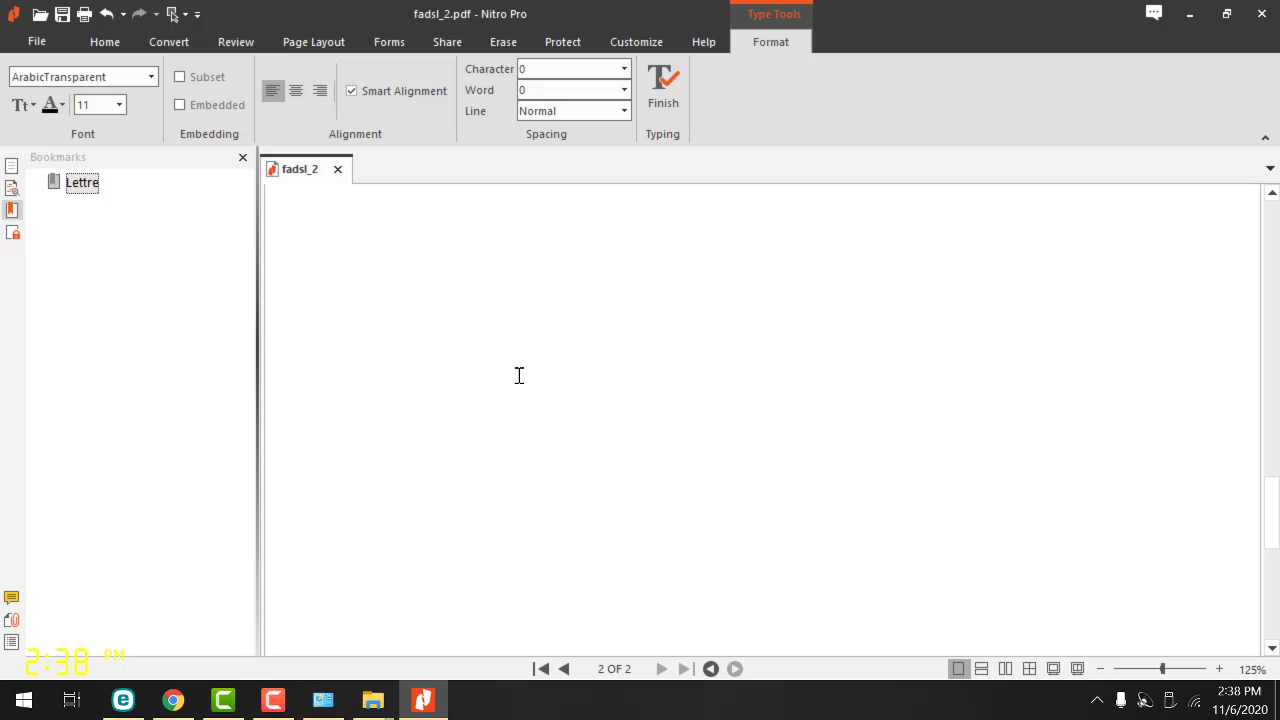 fadsl_2.pdf - Nitro Pro
Type Tools
File
Home
Convert
Review
Page Layout
Forms
Share
Erase
Protect
Customize
Help
Format
ArabicTransparent
Subset
Smart Alignment
Character 0
Word 0
Line Normal
Finish
Tt
A
11
Embedded
Font
Embedding
Alignment
Spacing
Typing
Bookmarks
fadsl_2
Lettre
2:38 PM
2 OF 2
125%
2:38 PM
11/6/2020